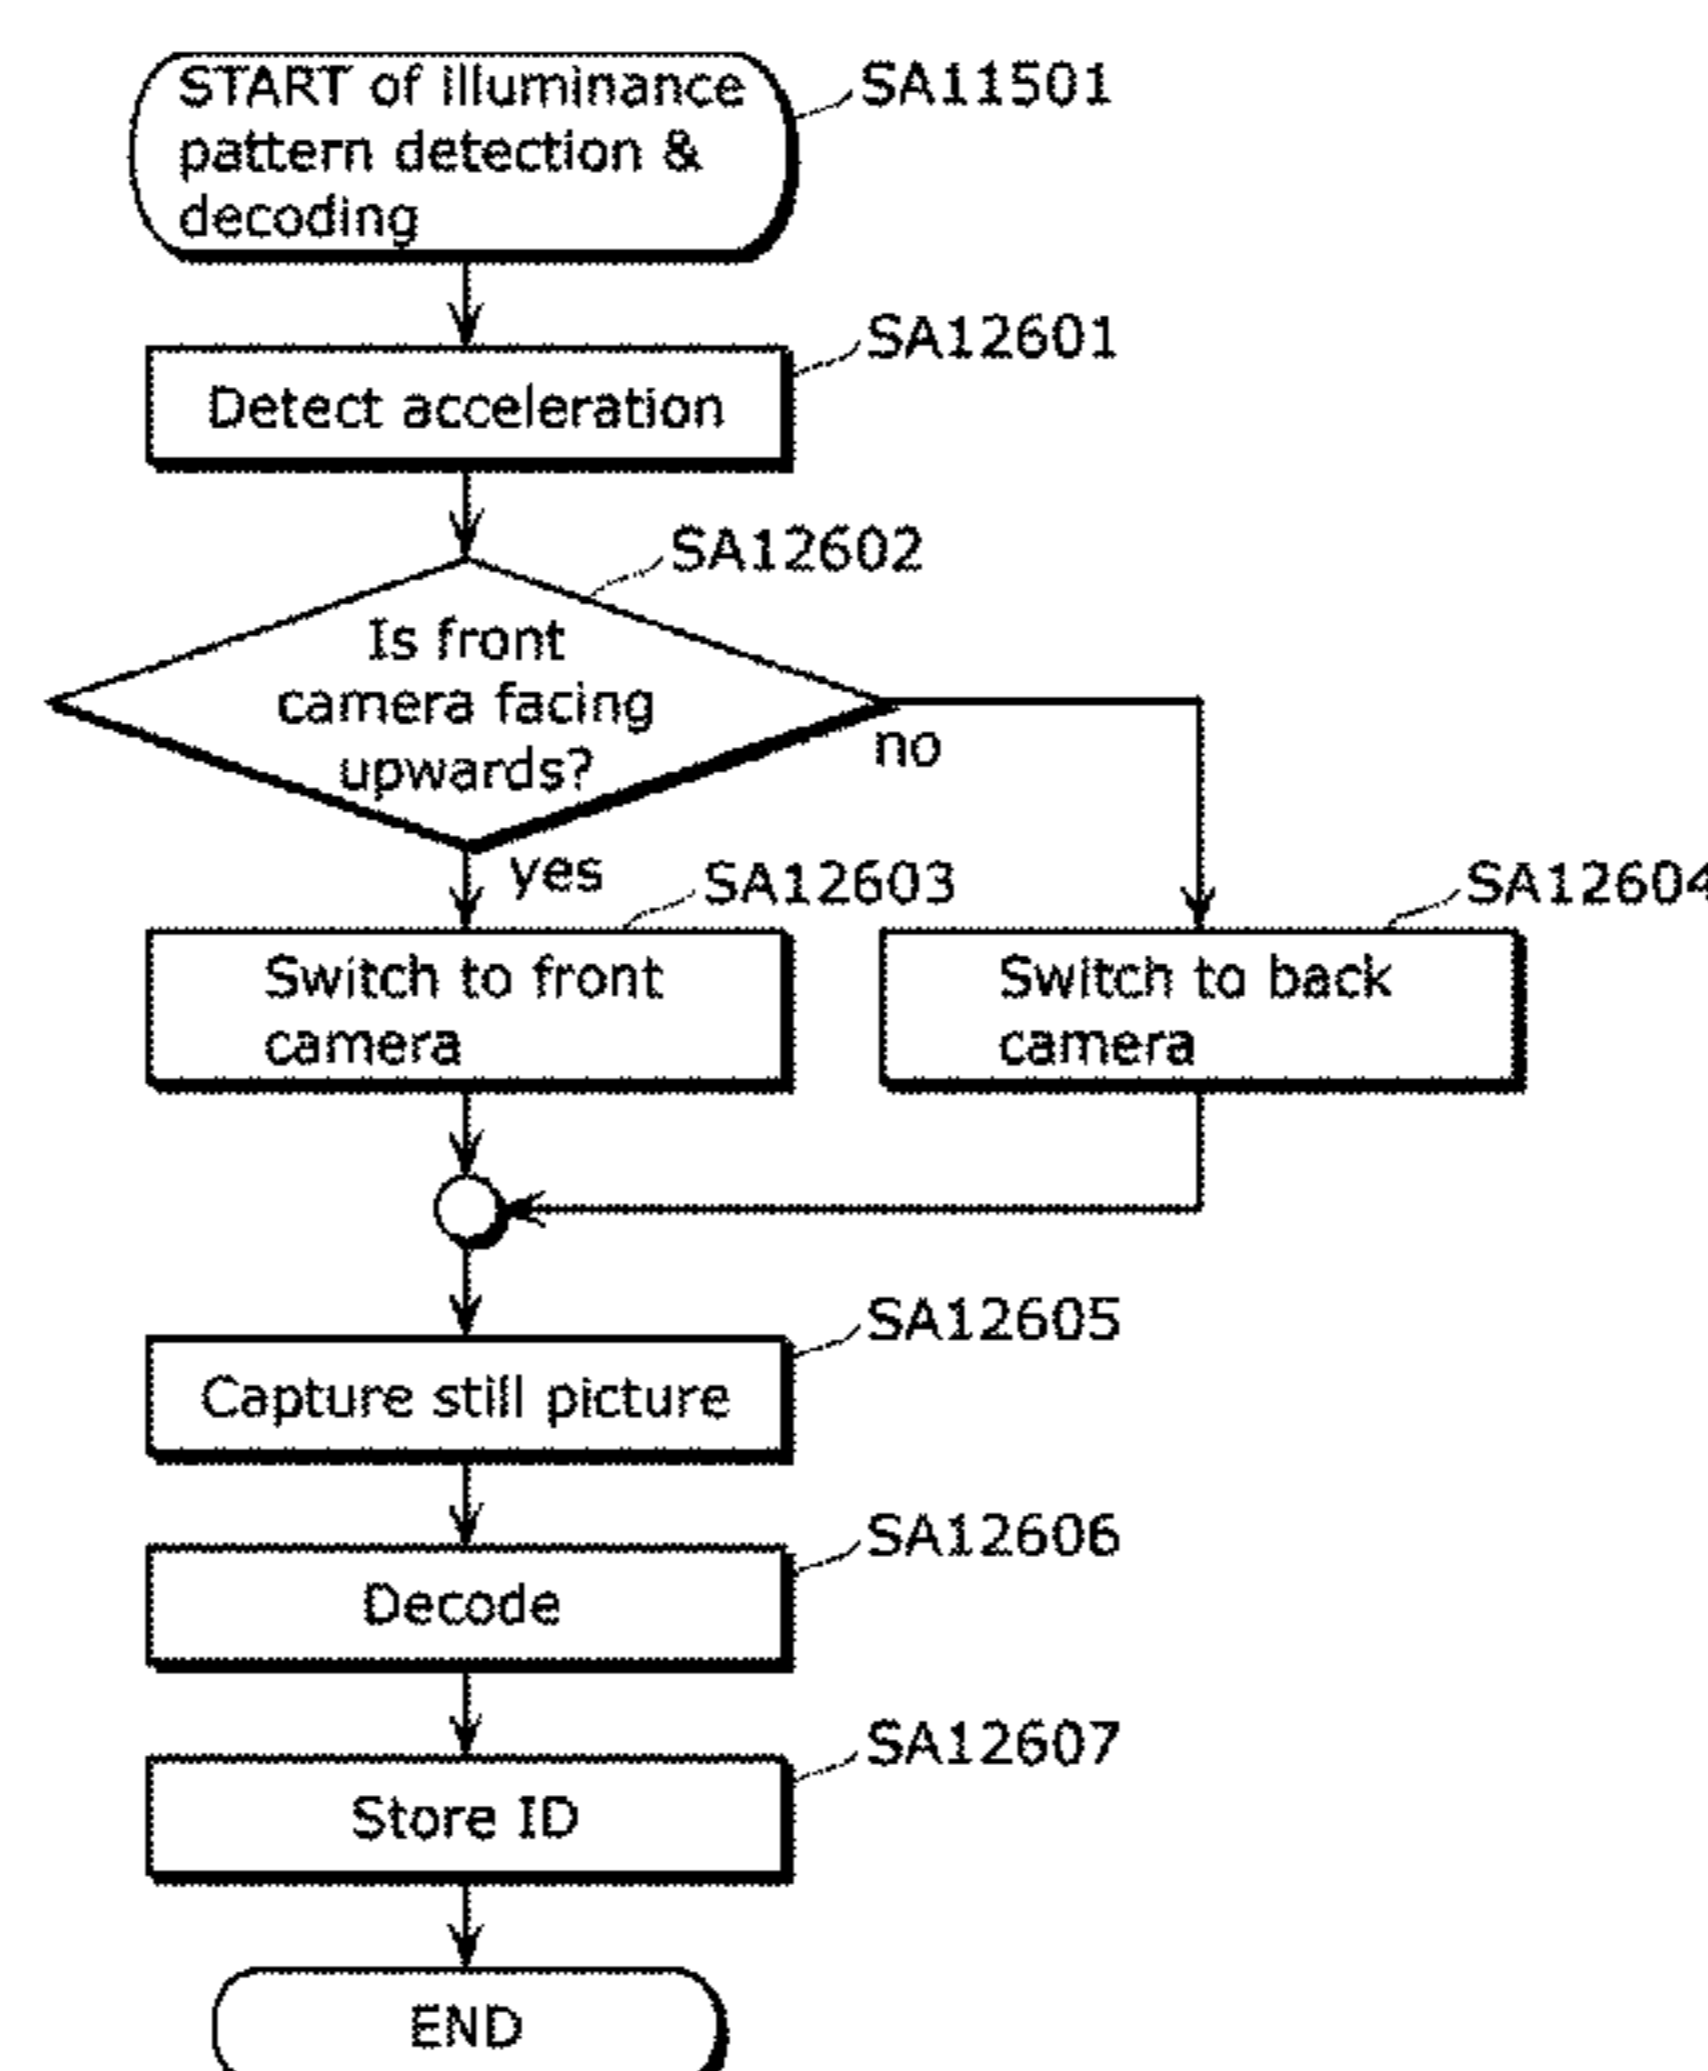 START of illuminance
pattern detection &
decoding
SA11501
SA12601
Detect acceleration
SA12602
Is front
camera facing
upwards?
no
yes
SA12603
SA12604
Switch to front
camera
Switch to back
camera
SA12605
Capture still picture
SA12606
Decode
SA12607
Store ID
END